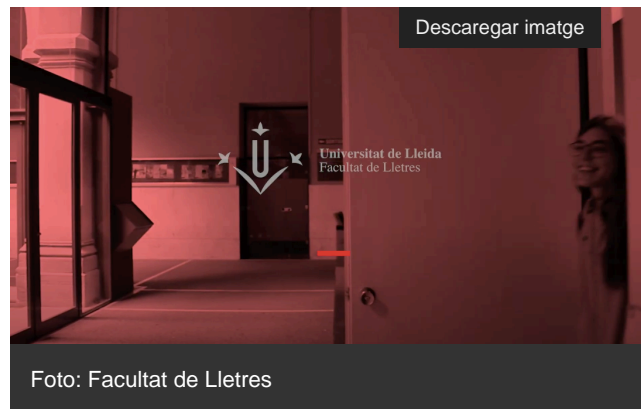 Descaregar imatge
Universitat de Lleida
Facultat de Lletres
Foto: Facultat de Lletres